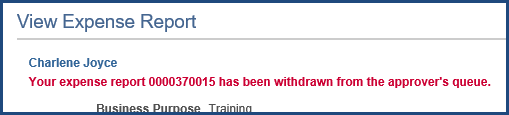 View Expense Report
Charlene Joyce
Your expense report 0000370015 has been withdrawn from the approver's queue.
Business Purpose Training